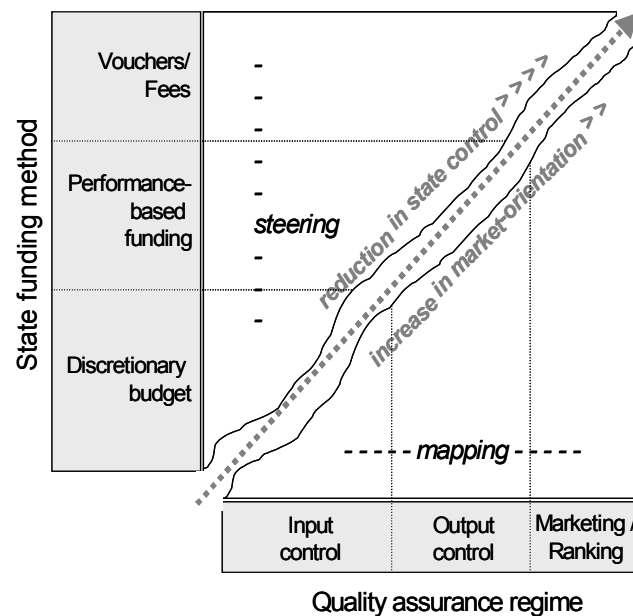 State funding method
Vouchers/
Fees
Performance-
based
funding
Discretionary
budget
steering
reduction in state control > > > > >
increase in market-orientation > >
- - - - - mapping - - - -
Input
control
Output
control
Marketing /
Ranking
Quality assurance regime